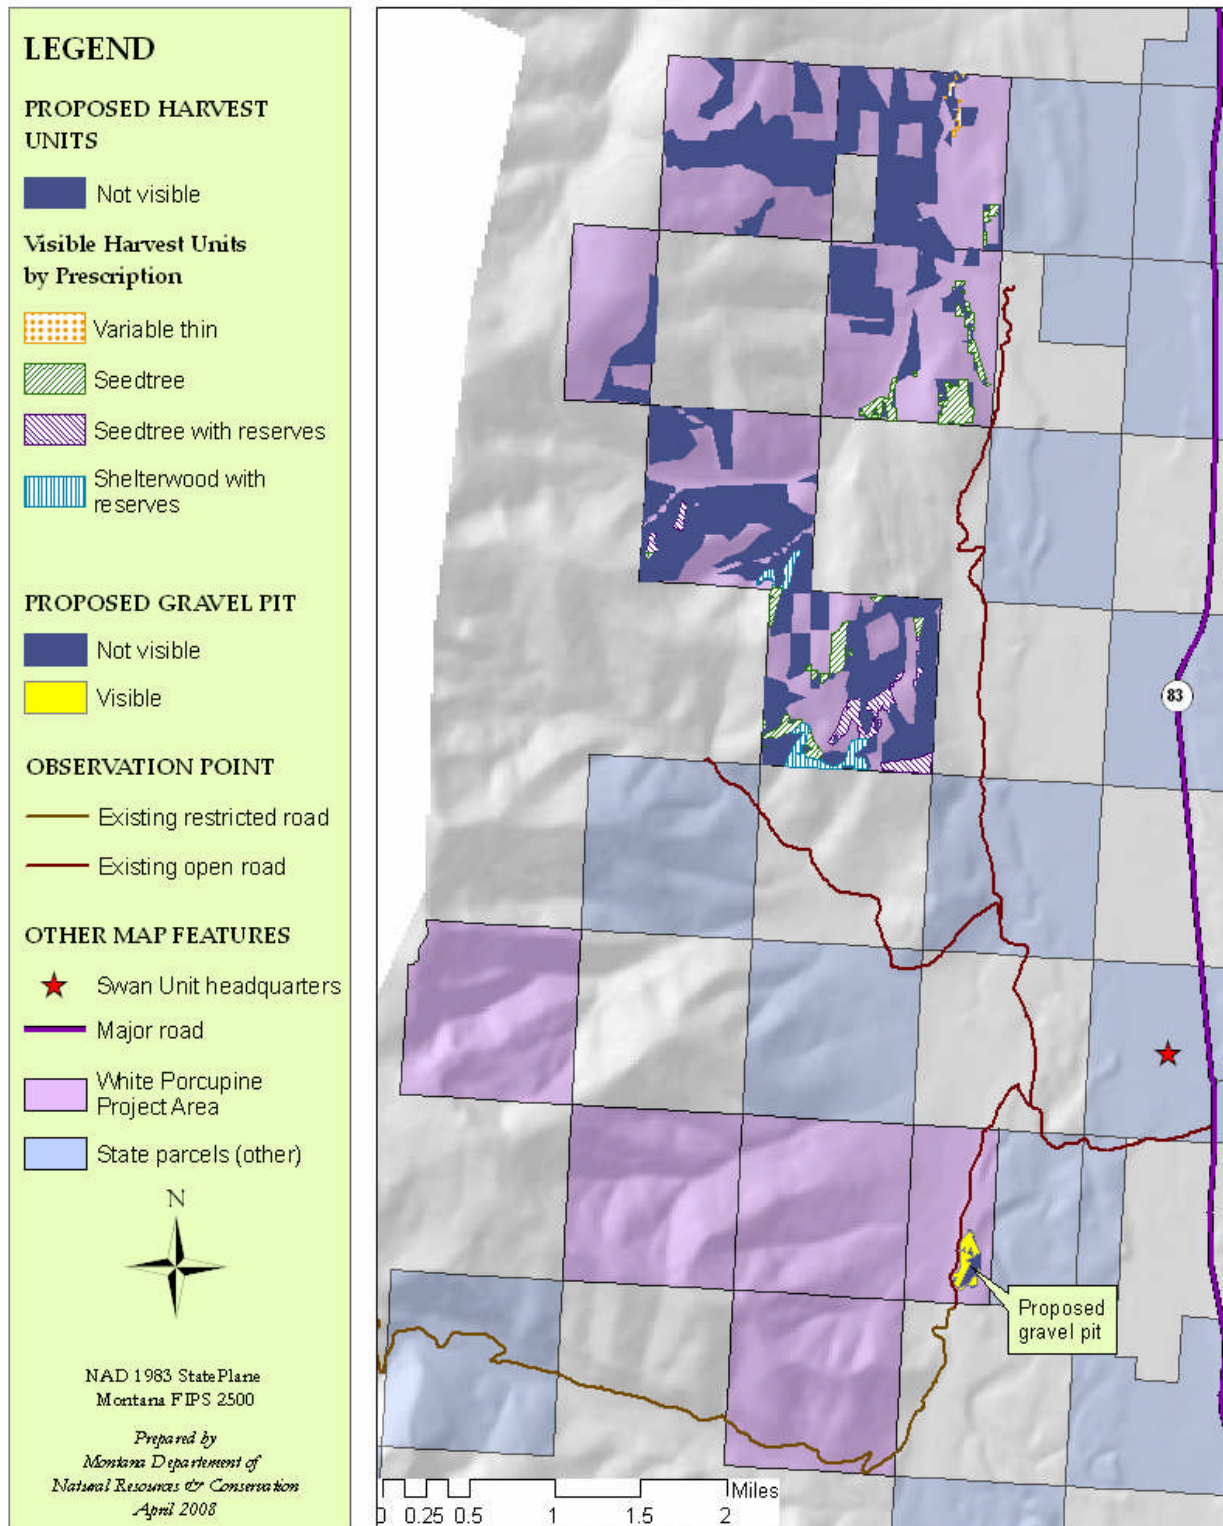 LEGEND
PROPOSED HARVEST
UNITS
Not visible
Visible Harvest Units
by Prescription
Variable thin
Seedtree
Seedtree with reserves
Shelterwood with
reserves
PROPOSED GRAVEL PIT
Not visible
Visible
OBSERVATION POINT
Existing restricted road
Existing open road
OTHER MAP FEATURES
Swan Unit headquarters
Major road
White Porcupine
Project Area
State parcels (other)
N
NAD 1983 StatePlane
Montana FIPS 2500
Prepared by
Montana Departement of
Natural Resources & Conservation
April 2008
83
Proposed
gravel pit
Miles
0 0.25 0.5 1 1.5 2